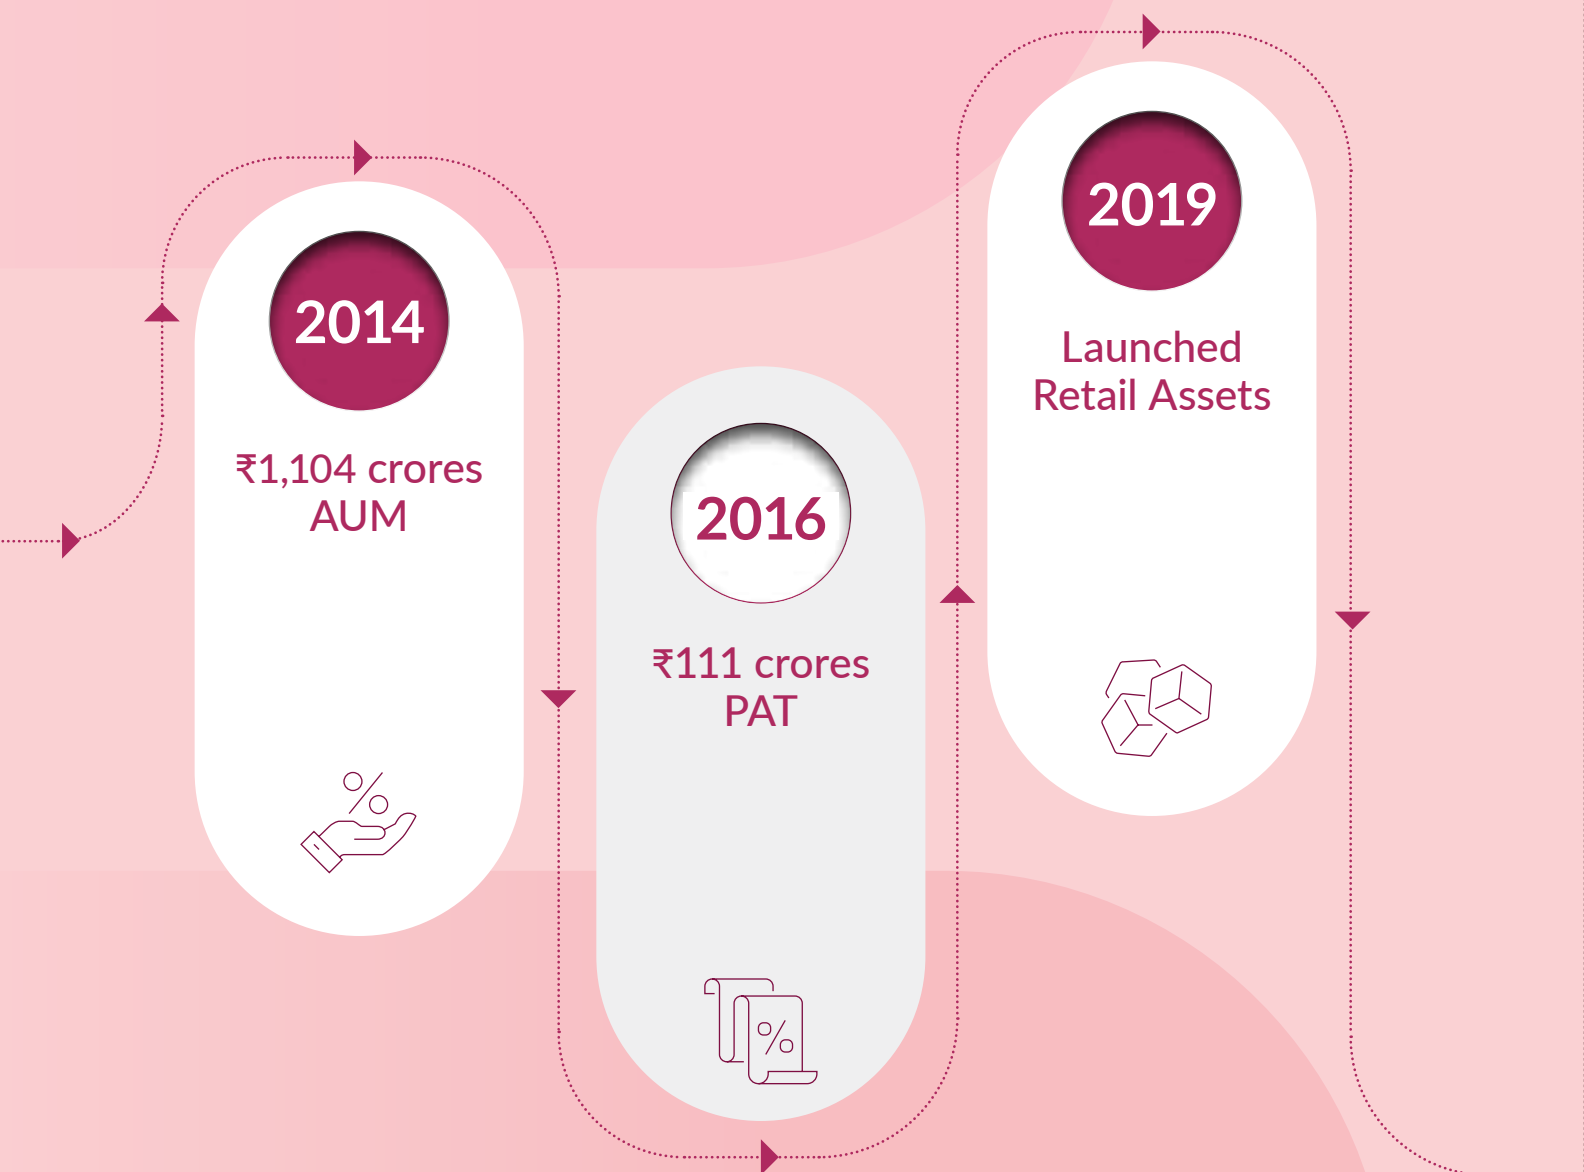 2014
₹1,104 crores
AUM
2016
₹111 crores
PAT
2019
Launched
Retail Assets